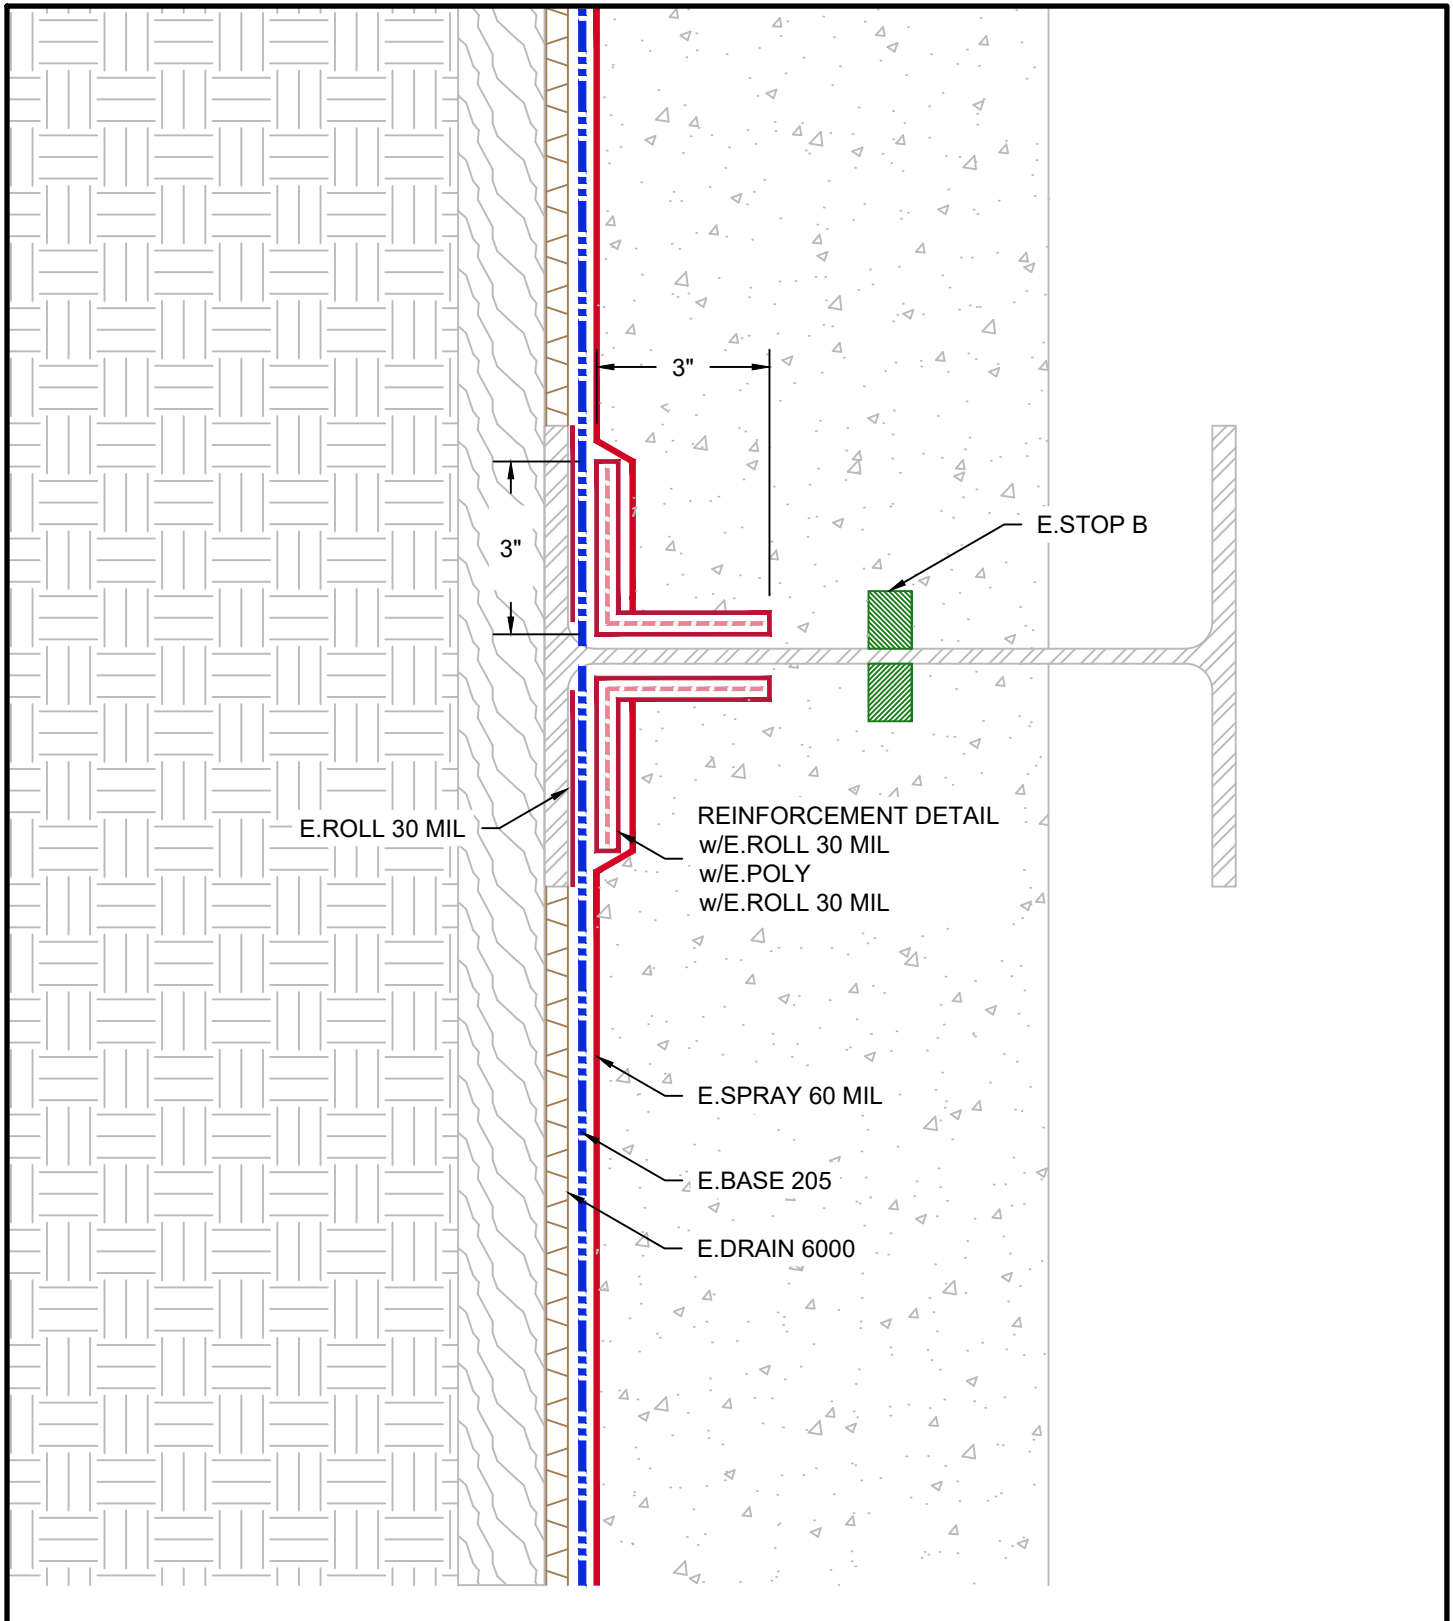 3"
E.STOP B
3"
E.ROLL 30 MIL
REINFORCEMENT DETAIL
w/E.ROLL 30 MIL
w/E.POLY
w/E.ROLL 30 MIL
E.SPRAY 60 MIL
E.BASE 205
E.DRAIN 6000